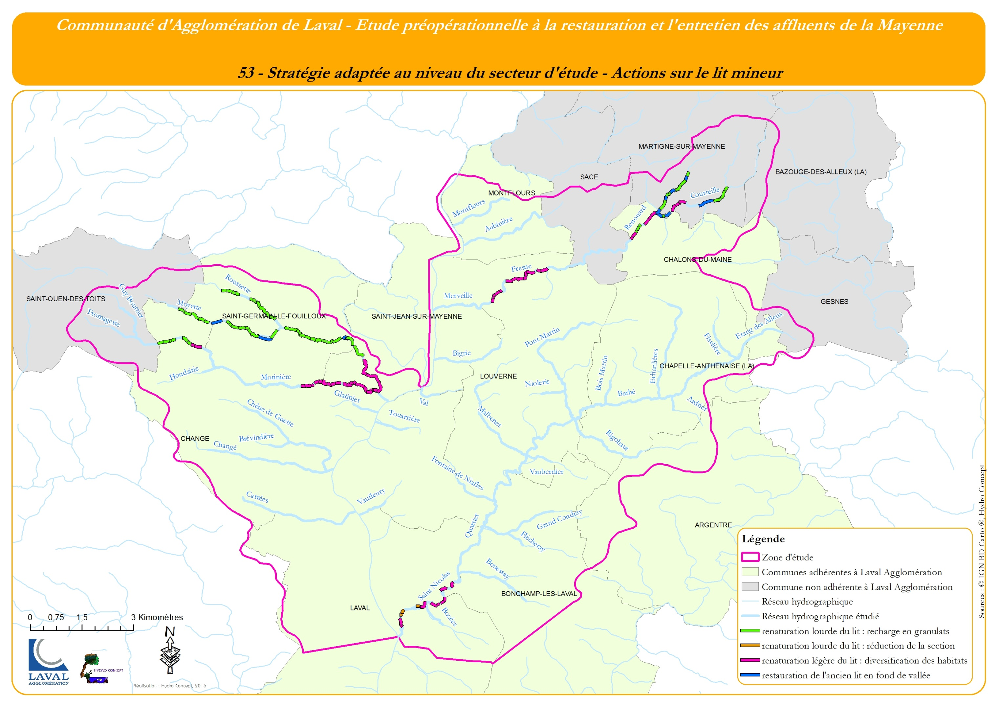 Communauté d'Agglomération de Laval - Etude préopérationnelle à la restauration et l'entretien des affluents de la Mayenne
53 - Stratégie adaptée au niveau du secteur d'étude - Actions sur le lit mineur
MARTIGNE-SUR-MAYENNE
BAZOUGE-DES-ALLEUX (LA)
SACE
MONTFLOURS
Courteille
Montflours
Renouard
Aubinière
CHALONS-DU-MAINE
Fresne
Roussette
Guy Bouttier
Merveille
SAINT-OUEN-DES-TOITS
GESNES
Moyette
Fromagerie
SAINT-GERMAIN-LE-FOUILLOUX
SAINT-JEAN-SUR-MAYENNE
Etang des Alleux
Pont Martin
Fiselière
Bigrie
Echanlières
CHAPELLE-ANTHENAISE (LA)
Houdairie
Bois Martin
Morinière
LOUVERNE
Niolerie
Barbé
Glatinier
Val
Ardrier
Chêne de Guette
Touarrière
Malbenet
CHANGE
Brévindière
Changé
Rigohaut
Fontaine de Niafles
Vaubernier
Carrées
Vaufleury
Quartier
Grand Coudray
ARGENTRE
Flécheray
Bouessay
Saint Nicolas
BONCHAMP-LES-LAVAL
LAVAL
Bozées
Légende
Zone d'étude
Communes adhérentes à Laval Agglomération
Commune non adhérente à Laval Agglomération
Réseau hydrographique
Réseau hydrographique étudié
renaturation lourde du lit : recharge en granulats
renaturation lourde du lit : réduction de la section
renaturation légère du lit : diversification des habitats
restauration de l'ancien lit en fond de vallée
0 0,75 1,5 3 Kimomètres
N
LAVAL
AGGLOMÉRATION
HYDRO CONCEPT
Réalisation : Hydro Concept, 2016
Sources : © IGN BD Carto ®, Hydro Concept